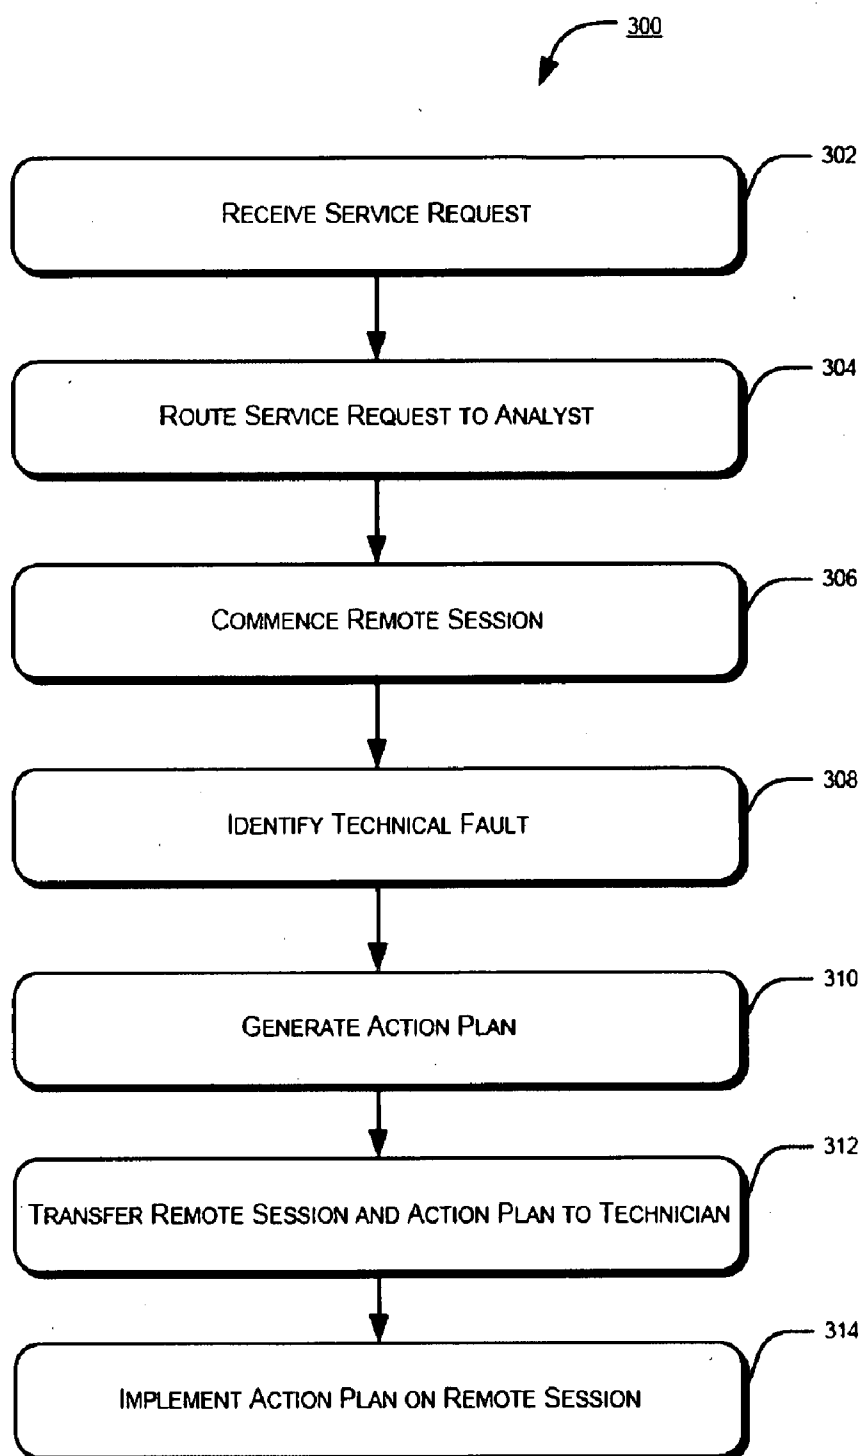 300
302
RECEIVE SERVICE REQUEST
304
ROUTE SERVICE REQUEST TO ANALYST
306
COMMENCE REMOTE SESSION
308
IDENTIFY TECHNICAL FAULT
310
GENERATE ACTION PLAN
312
TRANSFER REMOTE SESSION AND ACTION PLAN TO TECHNICIAN
314
IMPLEMENT ACTION PLAN ON REMOTE SESSION